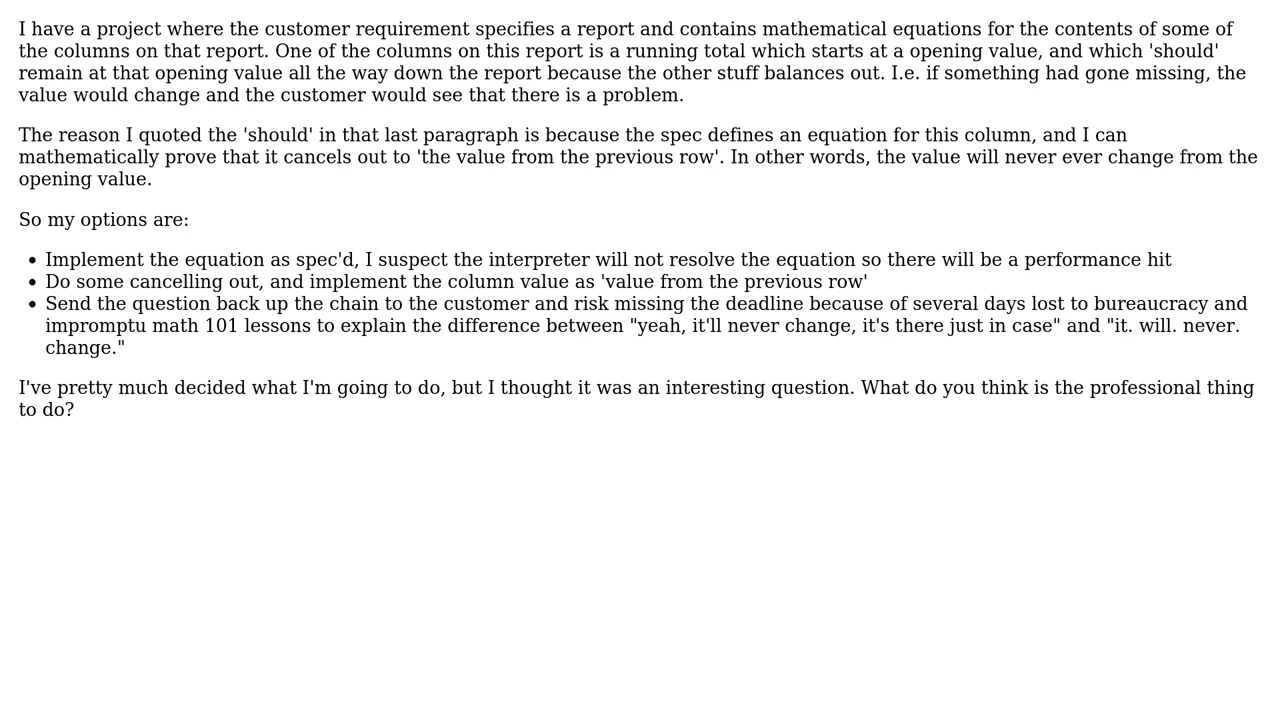 I have a project where the customer requirement specifies a report and contains mathematical equations for the contents of some of
the columns on that report. One of the columns on this report is a running total which starts at a opening value, and which 'should'
remain at that opening value all the way down the report because the other stuff balances out. I.e. if something had gone missing, the
value would change and the customer would see that there is a problem.
The reason I quoted the 'should' in that last paragraph is because the spec defines an equation for this column, and I can
mathematically prove that it cancels out to 'the value from the previous row'. In other words, the value will never ever change from the
opening value.
So my options are:
• Implement the equation as spec'd, I suspect the interpreter will not resolve the equation so there will be a performance hit
• Do some cancelling out, and implement the column value as 'value from the previous row'
• Send the question back up the chain to the customer and risk missing the deadline because of several days lost to bureaucracy and
impromptu math 101 lessons to explain the difference between "yeah, it'll never change, it's there just in case" and "it. will. never.
change."
I've pretty much decided what I'm going to do, but I thought it was an interesting question. What do you think is the professional thing
to do?